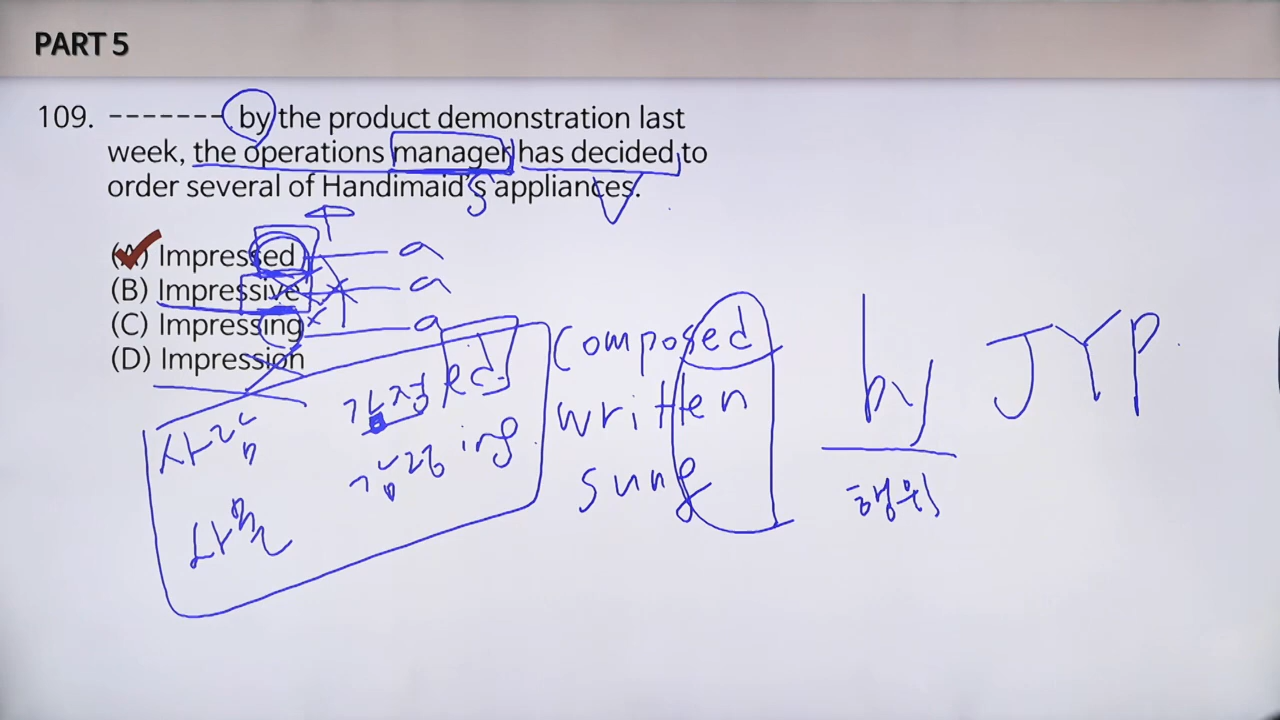 PART 5
109. ------- by the product demonstration last
week, the operations manager has decided to
order several of Handimaid's appliances.
P
(A) Impressed a
(B) Impressive a
(C) Impressing a
(D) Impression
사람 감정 ed
사물 ing
composed
written
sung
by JYP
행위